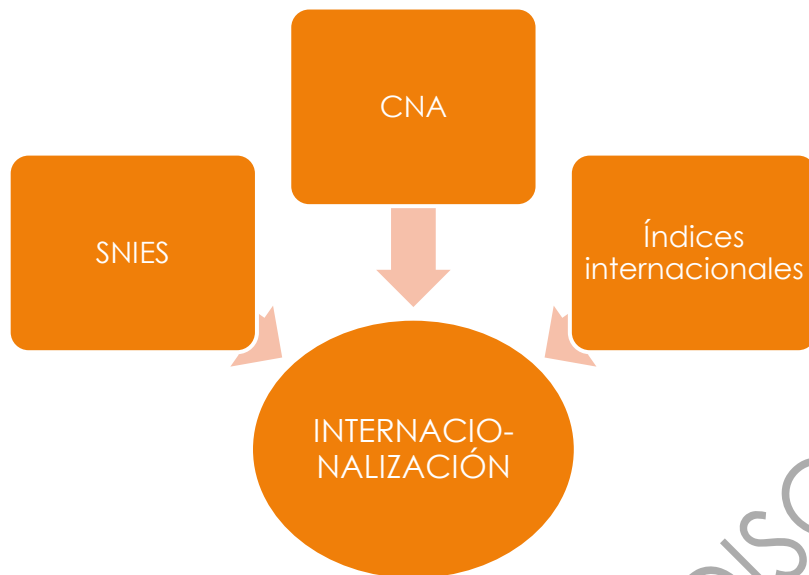 CNA
SNIES
Índices
internacionales
INTERNACIO-
NALIZACIÓN